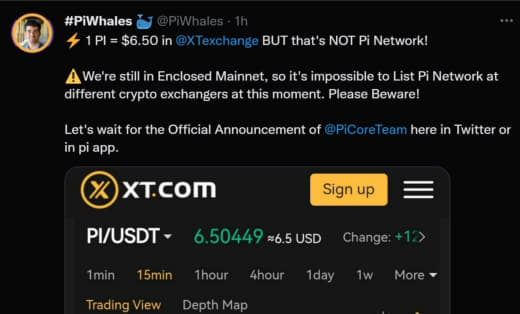 #PiWhales 🐳 @PiWhales · 1h
⚡ 1 PI = $6.50 in @XTexchange BUT that's NOT Pi Network!
⚠️We're still in Enclosed Mainnet, so it's impossible to List Pi Network at
different crypto exchangers at this moment. Please Beware!
Let's wait for the Official Announcement of @PiCoreTeam here in Twitter or
in pi app.
XT.COM Sign up
PI/USDT 6.50449 ≈6.5 USD Change: +12
1min 15min 1hour 4hour 1day 1w More
Trading View Depth Map